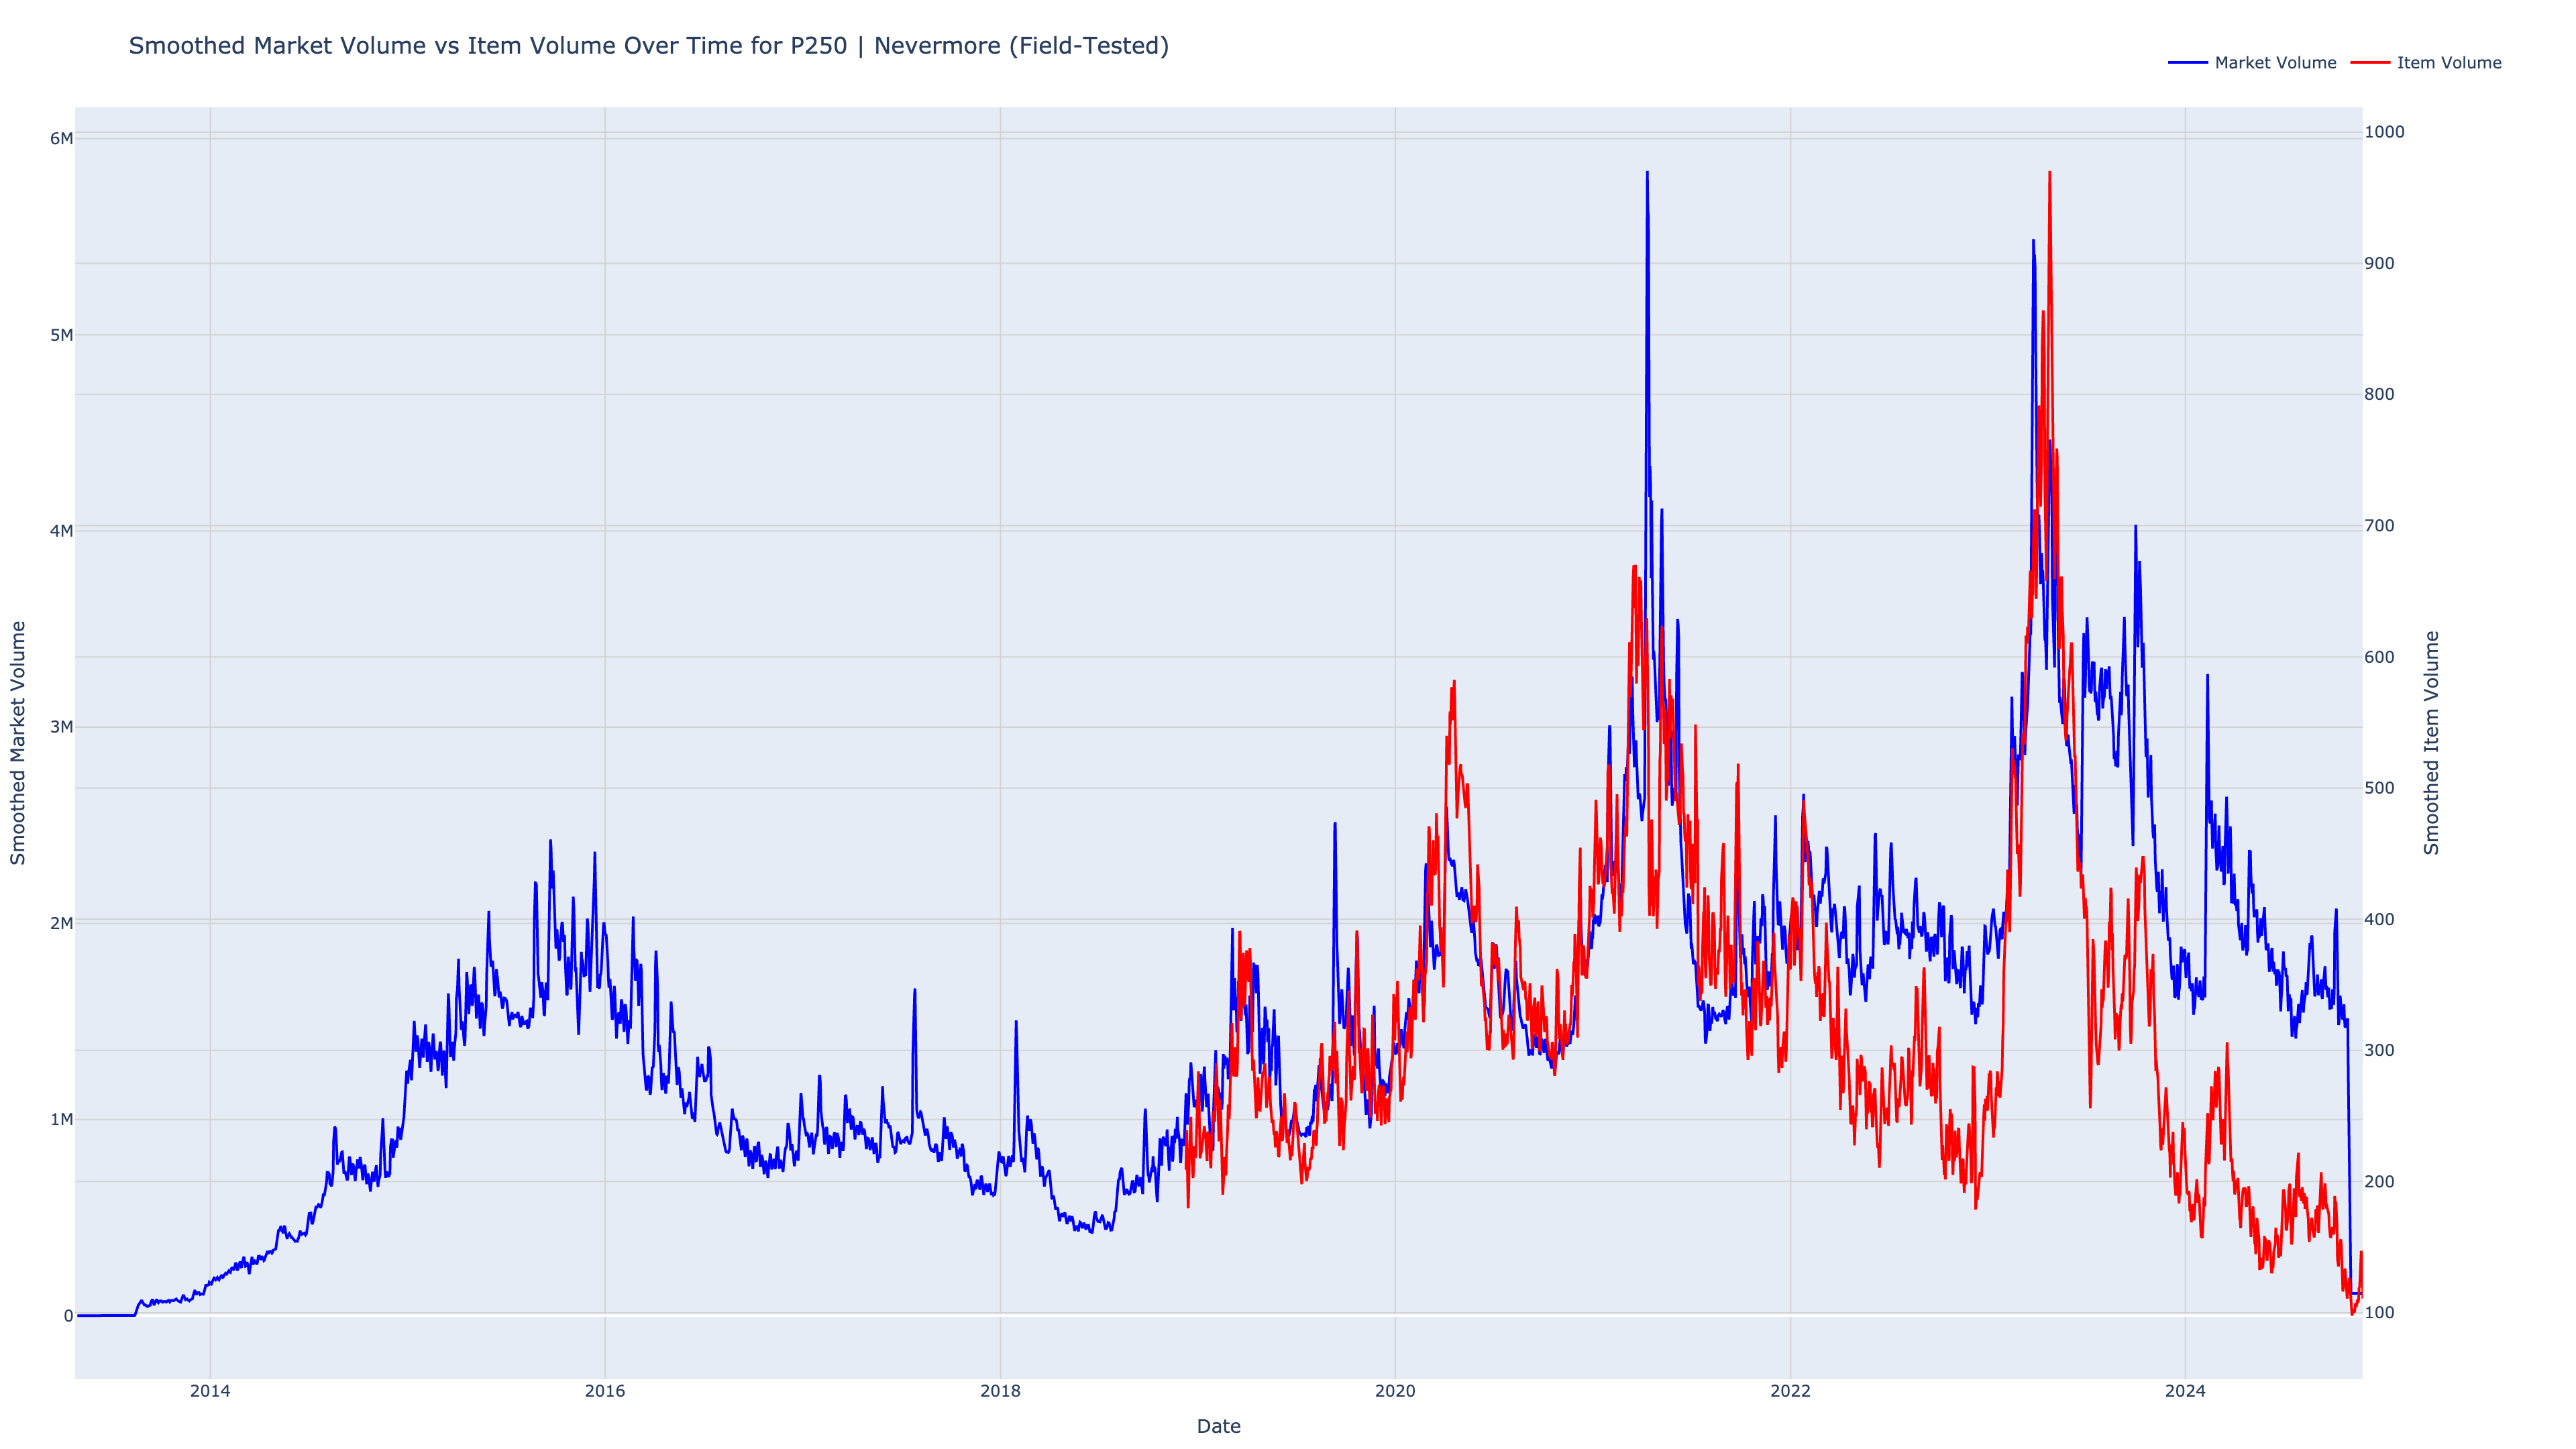 Smoothed Market Volume vs Item Volume Over Time for P250 | Nevermore (Field-Tested)
Market Volume
Item Volume
6M
5M
4M
3M
2M
1M
0
Smoothed Market Volume
1000
900
800
700
600
500
400
300
200
100
Smoothed Item Volume
2014
2016
2018
2020
2022
2024
Date